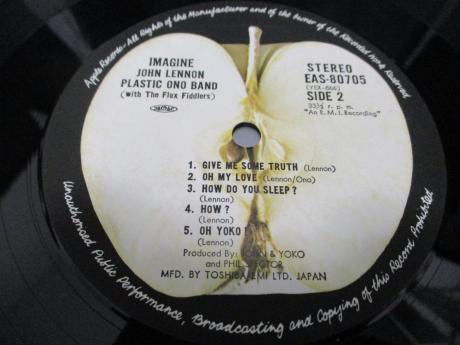 Apple Records. All Rights of the Manufacturer and of the owner of the Recorded Work Reserved
IMAGINE
JOHN LENNON
PLASTIC ONO BAND
(with The Flux Fiddlers)
STEREO
EAS-80705
(YEX-866)
SIDE 2
33⅓ r. p. m.
"An E.M.I. Recording"
1. GIVE ME SOME TRUTH (Lennon)
2. OH MY LOVE (Lennon/Ono)
3. HOW DO YOU SLEEP?
(Lennon)
4. HOW?
(Lennon)
5. OH YOKO!
(Lennon)
Produced By: JOHN & YOKO
and PHIL SPECTOR
MFD. BY TOSHIBA-EMI LTD. JAPAN
Unauthorised Public Performance, Broadcasting and Copying of this Record Prohibited